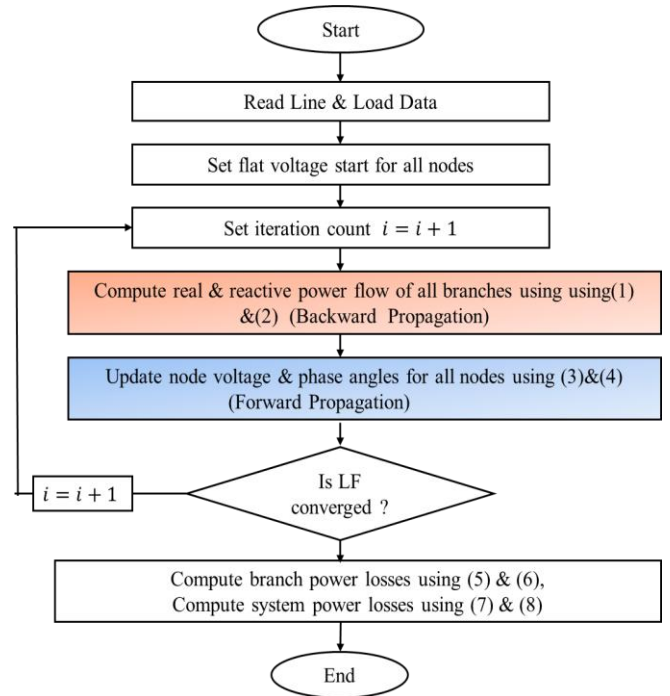 Start
Read Line & Load Data
Set flat voltage start for all nodes
Set iteration count i = i + 1
Compute real & reactive power flow of all branches using using(1)
&(2) (Backward Propagation)
Update node voltage & phase angles for all nodes using (3)&(4)
(Forward Propagation)
Is LF
converged ?
i = i + 1
Compute branch power losses using (5) & (6),
Compute system power losses using (7) & (8)
End